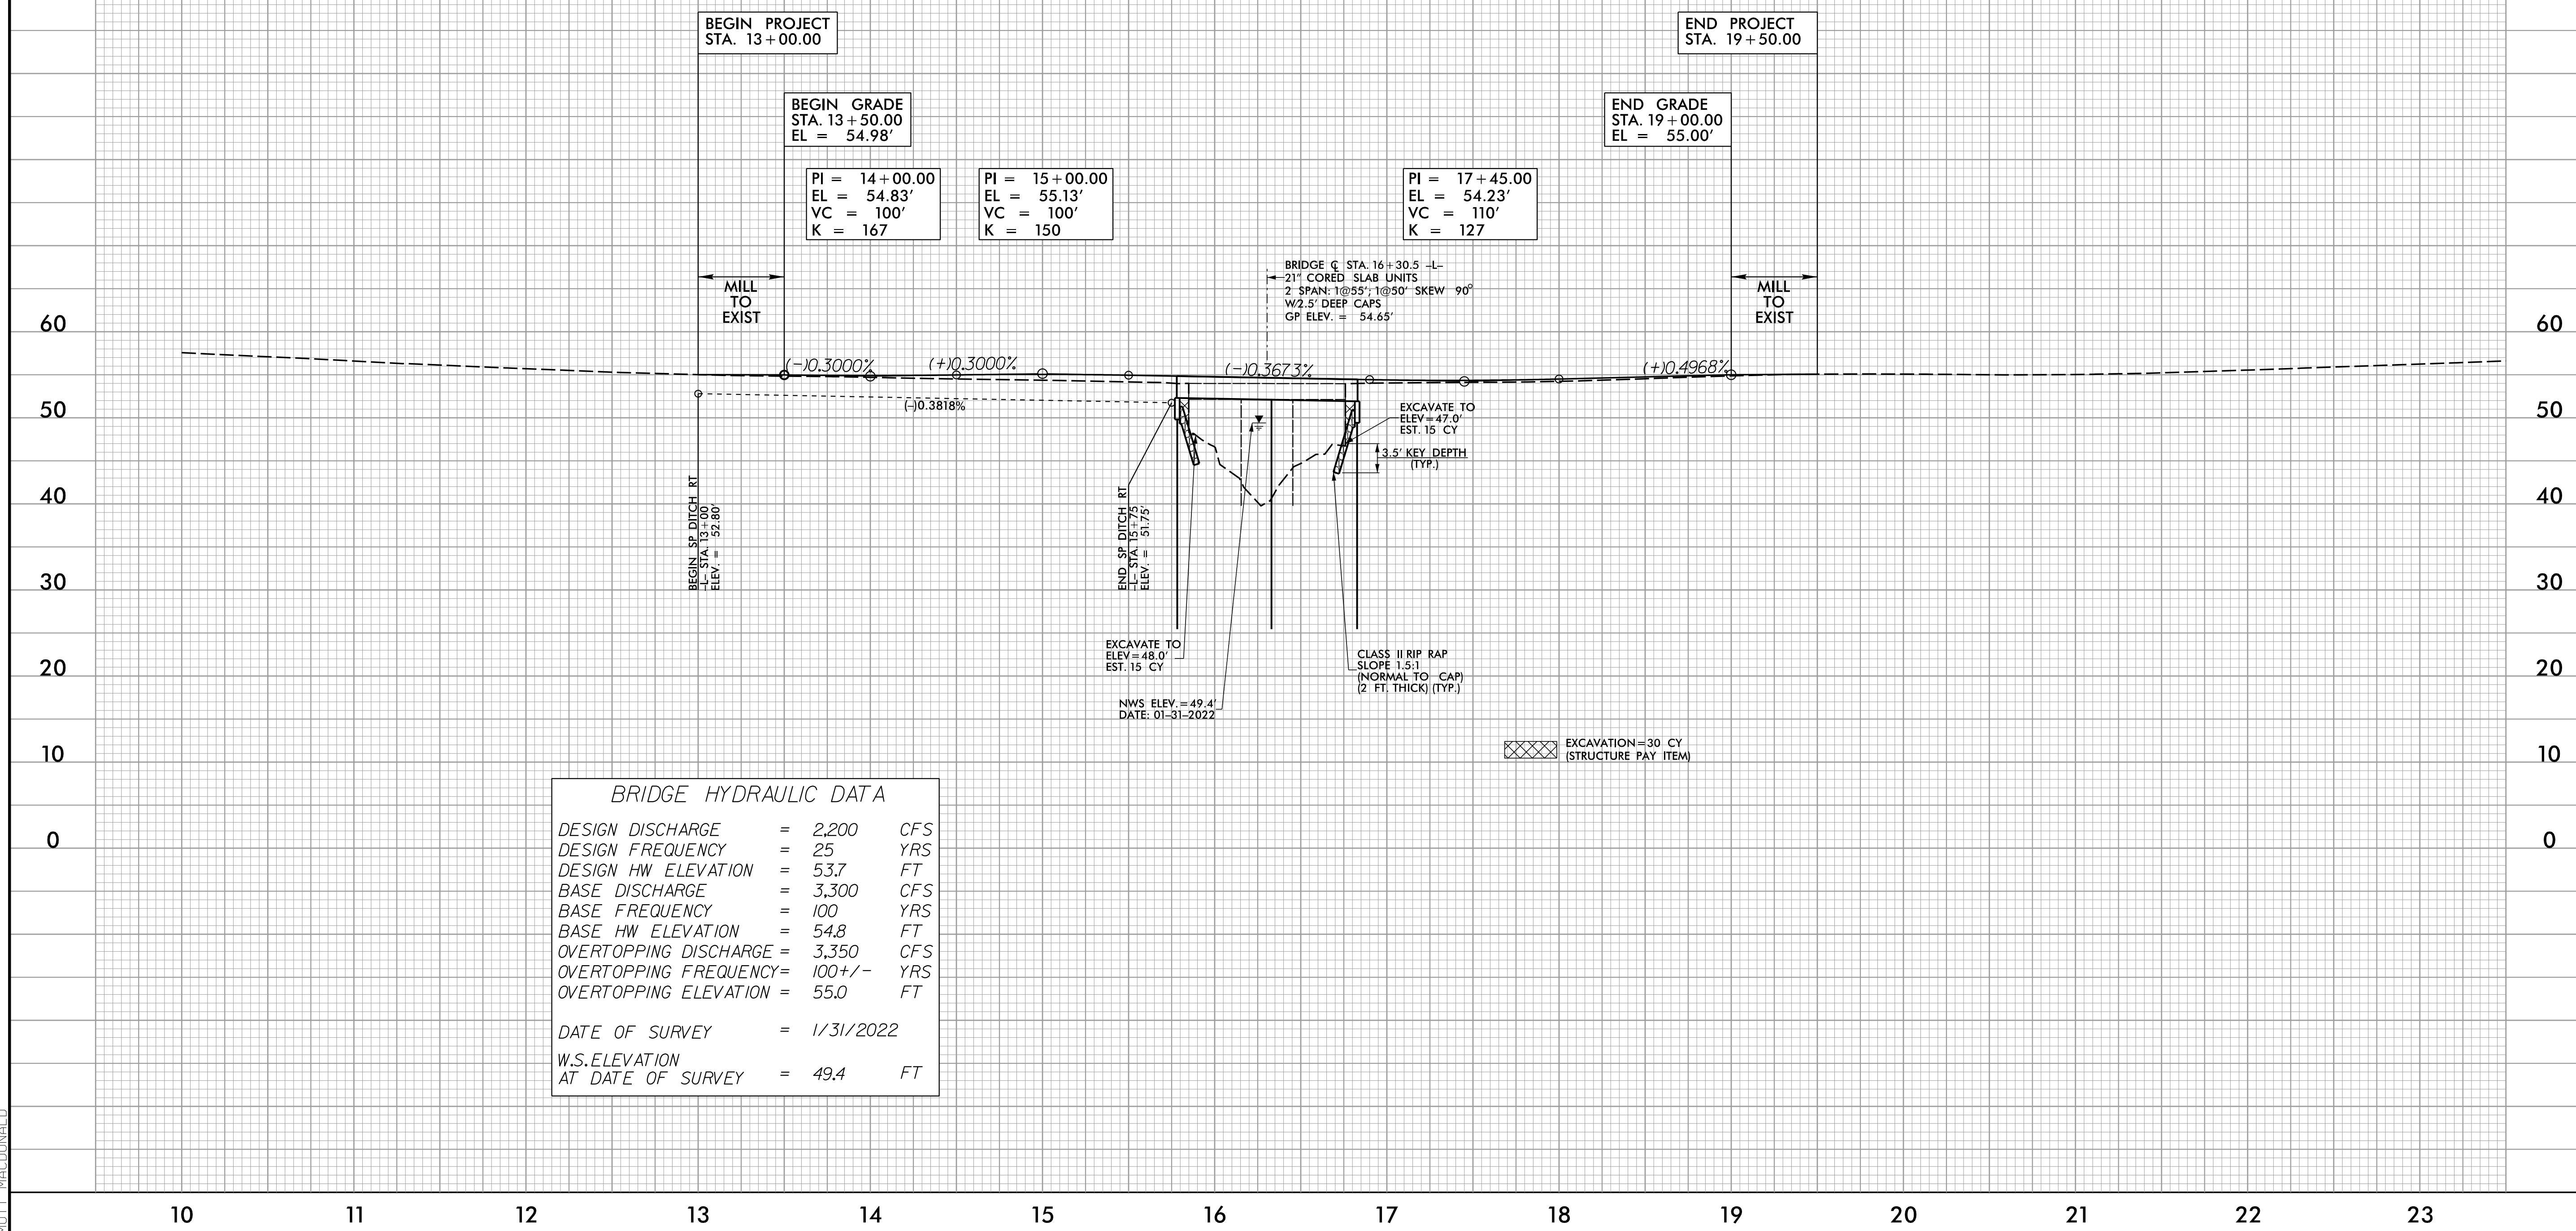 BEGIN PROJECT
STA. 13+00.00
END PROJECT
STA. 19+50.00
BEGIN GRADE
STA. 13+50.00
EL = 54.98'
END GRADE
STA. 19+00.00
EL = 55.00'
PI = 14+00.00
EL = 54.83'
VC = 100'
K = 167
PI = 15+00.00
EL = 55.13'
VC = 100'
K = 150
PI = 17+45.00
EL = 54.23'
VC = 110'
K = 127
BRIDGE ℄ STA. 16+30.5 -L-
21" CORED SLAB UNITS
2 SPAN: 1@55'; 1@50' SKEW 90°
W/2.5' DEEP CAPS
GP ELEV. = 54.65'
MILL
TO
EXIST
MILL
TO
EXIST
60
60
(-)0.3000%
(+)0.3000%
(-)0.3673%
(+)0.4968%
(-)0.3818%
50
50
EXCAVATE TO
ELEV=47.0'
EST. 15 CY
3.5' KEY DEPTH
(TYP.)
40
40
BEGIN SP DITCH RT
-L- STA. 13+00
ELEV. = 52.80'
END SP DITCH RT
-L- STA. 15+75
ELEV. = 51.75'
30
30
EXCAVATE TO
ELEV=48.0'
EST. 15 CY
CLASS II RIP RAP
SLOPE 1.5:1
(NORMAL TO CAP)
(2 FT. THICK) (TYP.)
20
20
NWS ELEV.=49.4'
DATE: 01-31-2022
EXCAVATION=30 CY
(STRUCTURE PAY ITEM)
10
10
BRIDGE HYDRAULIC DATA
DESIGN DISCHARGE = 2,200 CFS
DESIGN FREQUENCY = 25 YRS
DESIGN HW ELEVATION = 53.7 FT
BASE DISCHARGE = 3,300 CFS
BASE FREQUENCY = 100 YRS
BASE HW ELEVATION = 54.8 FT
OVERTOPPING DISCHARGE = 3,350 CFS
OVERTOPPING FREQUENCY= 100+/- YRS
OVERTOPPING ELEVATION = 55.0 FT
DATE OF SURVEY = 1/31/2022
W.S.ELEVATION
AT DATE OF SURVEY = 49.4 FT
0
0
MACDONALD
10 11 12 13 14 15 16 17 18 19 20 21 22 23